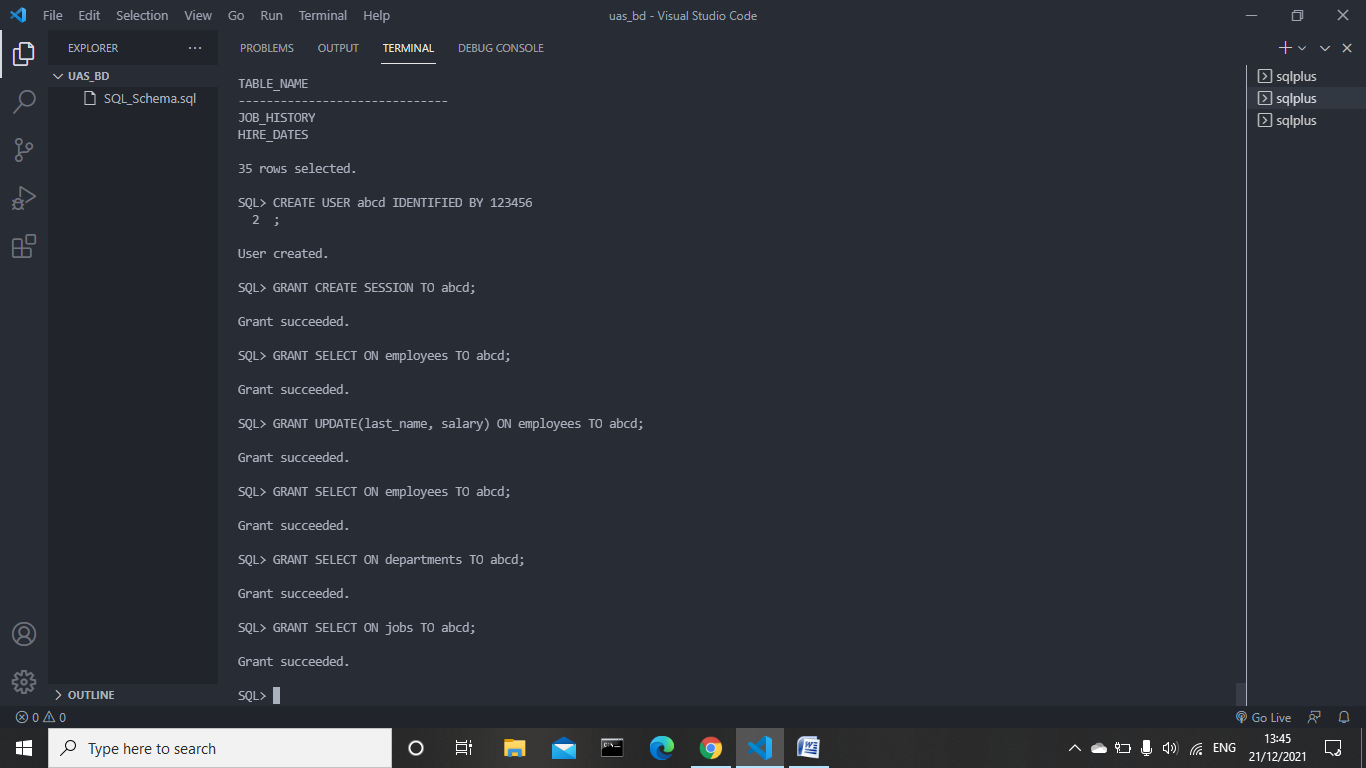 File Edit Selection View Go Run Terminal Help
uas_bd - Visual Studio Code
EXPLORER
PROBLEMS OUTPUT TERMINAL DEBUG CONSOLE
UAS_BD
SQL_Schema.sql
TABLE_NAME
------------------------------
JOB_HISTORY
HIRE_DATES
35 rows selected.
SQL> CREATE USER abcd IDENTIFIED BY 123456
2 ;
User created.
SQL> GRANT CREATE SESSION TO abcd;
Grant succeeded.
SQL> GRANT SELECT ON employees TO abcd;
Grant succeeded.
SQL> GRANT UPDATE(last_name, salary) ON employees TO abcd;
Grant succeeded.
SQL> GRANT SELECT ON employees TO abcd;
Grant succeeded.
SQL> GRANT SELECT ON departments TO abcd;
Grant succeeded.
SQL> GRANT SELECT ON jobs TO abcd;
Grant succeeded.
SQL>
sqlplus
sqlplus
sqlplus
OUTLINE
0 0
Go Live
Type here to search
ENG
13:45
21/12/2021